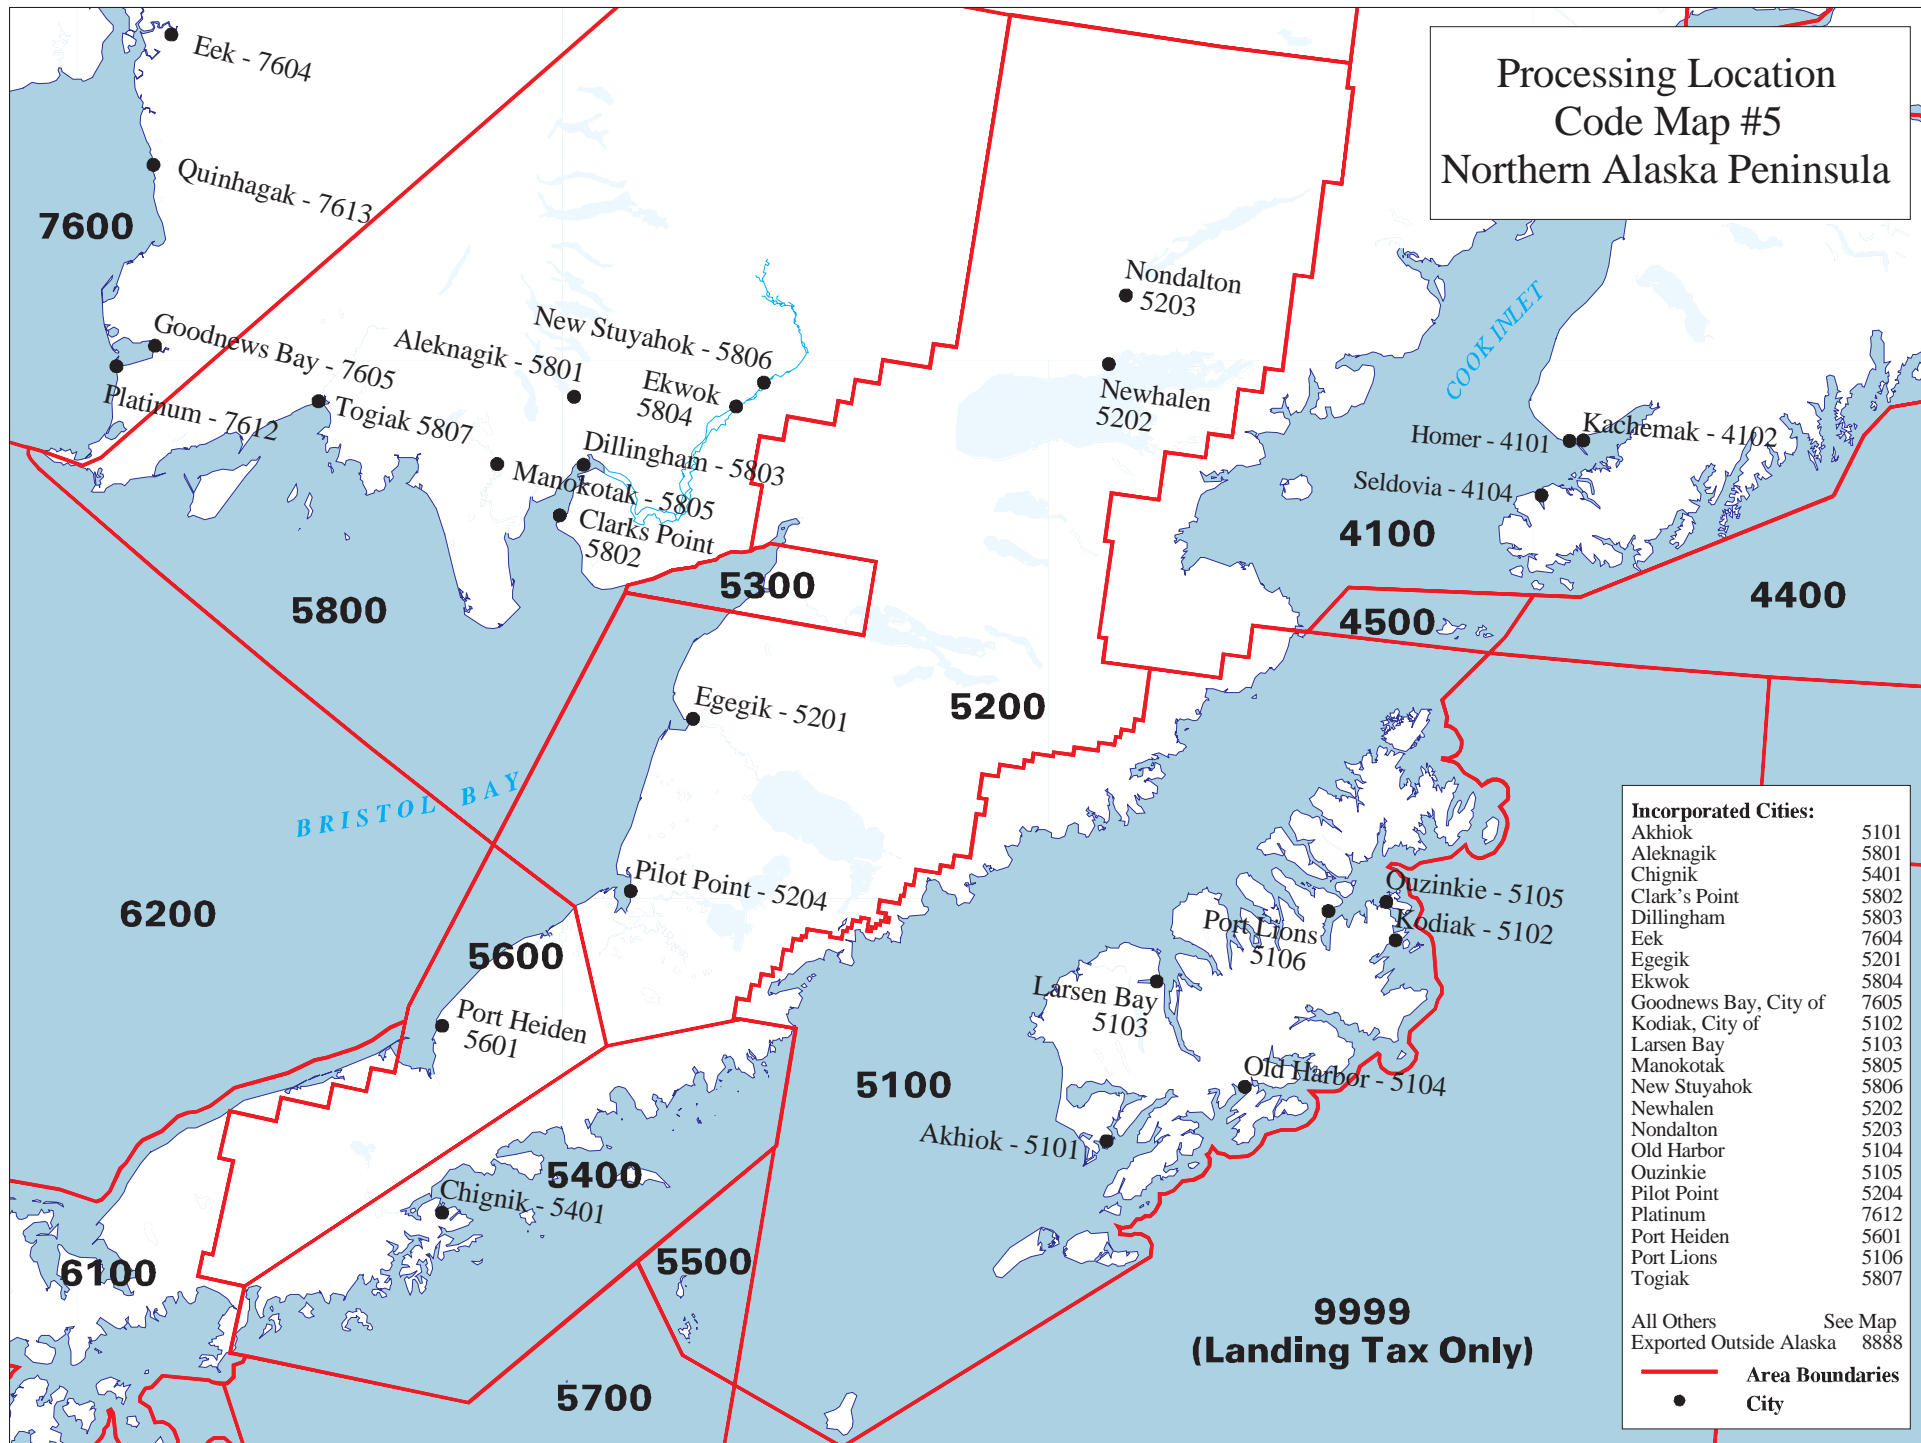 Processing Location
Code Map #5
Northern Alaska Peninsula
Eek - 7604
Quinhagak - 7613
7600
Goodnews Bay - 7605
Platinum - 7612
Togiak 5807
Aleknagik - 5801
New Stuyahok - 5806
Ekwok
5804
Dillingham - 5803
Manokotak - 5805
Clarks Point
5802
Nondalton
5203
Newhalen
5202
COOK INLET
Homer - 4101
Kachemak - 4102
Seldovia - 4104
4100
4400
4500
5300
5800
5200
Egegik - 5201
BRISTOL BAY
Pilot Point - 5204
6200
5600
Port Heiden
5601
Ouzinkie - 5105
Kodiak - 5102
Port Lions
5106
Larsen Bay
5103
Old Harbor - 5104
Akhiok - 5101
5100
5400
Chignik - 5401
5500
6100
5700
9999
(Landing Tax Only)
Incorporated Cities:
Akhiok 5101
Aleknagik 5801
Chignik 5401
Clark's Point 5802
Dillingham 5803
Eek 7604
Egegik 5201
Ekwok 5804
Goodnews Bay, City of 7605
Kodiak, City of 5102
Larsen Bay 5103
Manokotak 5805
New Stuyahok 5806
Newhalen 5202
Nondalton 5203
Old Harbor 5104
Ouzinkie 5105
Pilot Point 5204
Platinum 7612
Port Heiden 5601
Port Lions 5106
Togiak 5807
All Others See Map
Exported Outside Alaska 8888
Area Boundaries
City